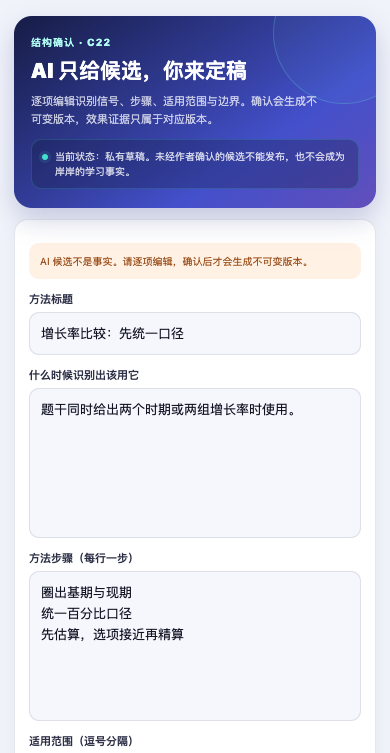 结构确认 · C22
AI 只给候选，你来定稿
逐项编辑识别信号、步骤、适用范围与边界。确认会生成不
可变版本，效果证据只属于对应版本。
当前状态：私有草稿。未经作者确认的候选不能发布，也不会成为
岸岸的学习事实。
AI 候选不是事实。请逐项编辑，确认后才会生成不可变版本。
方法标题
增长率比较：先统一口径
什么时候识别出该用它
题干同时给出两个时期或两组增长率时使用。
方法步骤（每行一步）
圈出基期与现期
统一百分比口径
先估算，选项接近再精算
适用范围（逗号分隔）